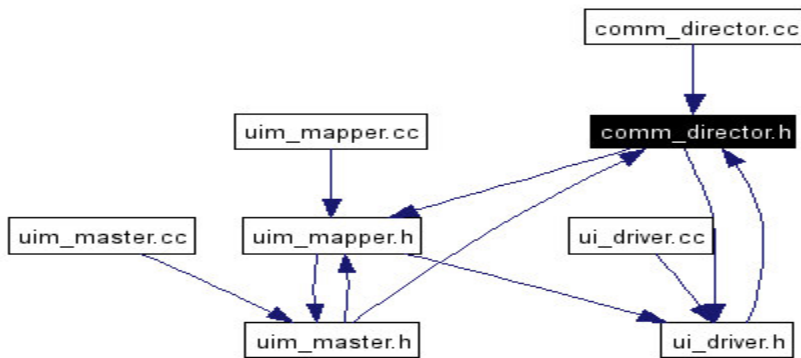 comm_director.cc
uim_mapper.cc
comm_director.h
uim_master.cc
uim_mapper.h
ui_driver.cc
uim_master.h
ui_driver.h